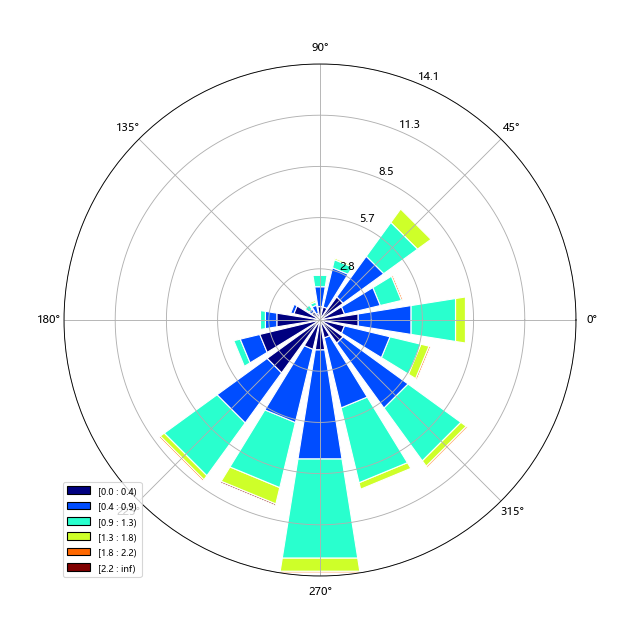 90°
14.1
135°
45°
11.3
8.5
5.7
2.8
180°
0°
[0.0 : 0.4)
[0.4 : 0.9)
[0.9 : 1.3)
[1.3 : 1.8)
[1.8 : 2.2)
[2.2 : inf)
225°
315°
270°